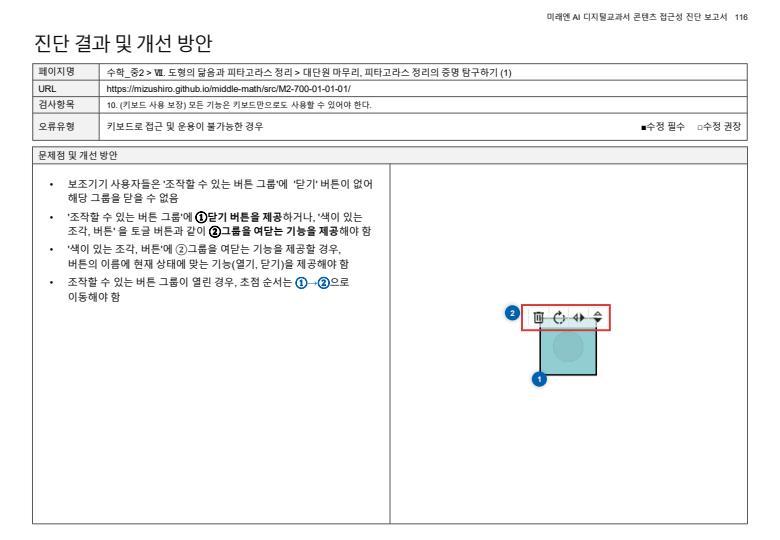 미래엔 AI 디지털교과서 콘텐츠 접근성 진단 보고서 116
진단 결과 및 개선 방안
페이지명 수학_중2 > Ⅶ. 도형의 닮음과 피타고라스 정리 > 대단원 마무리, 피타고라스 정리의 증명 탐구하기 (1)
URL https://mizushiro.github.io/middle-math/src/M2-700-01-01-01/
검사항목 10. (키보드 사용 보장) 모든 기능은 키보드만으로도 사용할 수 있어야 한다.
오류유형 키보드로 접근 및 운용이 불가능한 경우 ■수정 필수 □수정 권장
문제점 및 개선 방안
• 보조기기 사용자들은 '조작할 수 있는 버튼 그룹'에 '닫기' 버튼이 없어
해당 그룹을 닫을 수 없음
• '조작할 수 있는 버튼 그룹'에 ①닫기 버튼을 제공하거나, '색이 있는
조각, 버튼' 을 토글 버튼과 같이 ②그룹을 여닫는 기능을 제공해야 함
• '색이 있는 조각, 버튼'에 ②그룹을 여닫는 기능을 제공할 경우,
버튼의 이름에 현재 상태에 맞는 기능(열기, 닫기)을 제공해야 함
• 조작할 수 있는 버튼 그룹이 열린 경우, 초점 순서는 ①→②으로
이동해야 함
2
1